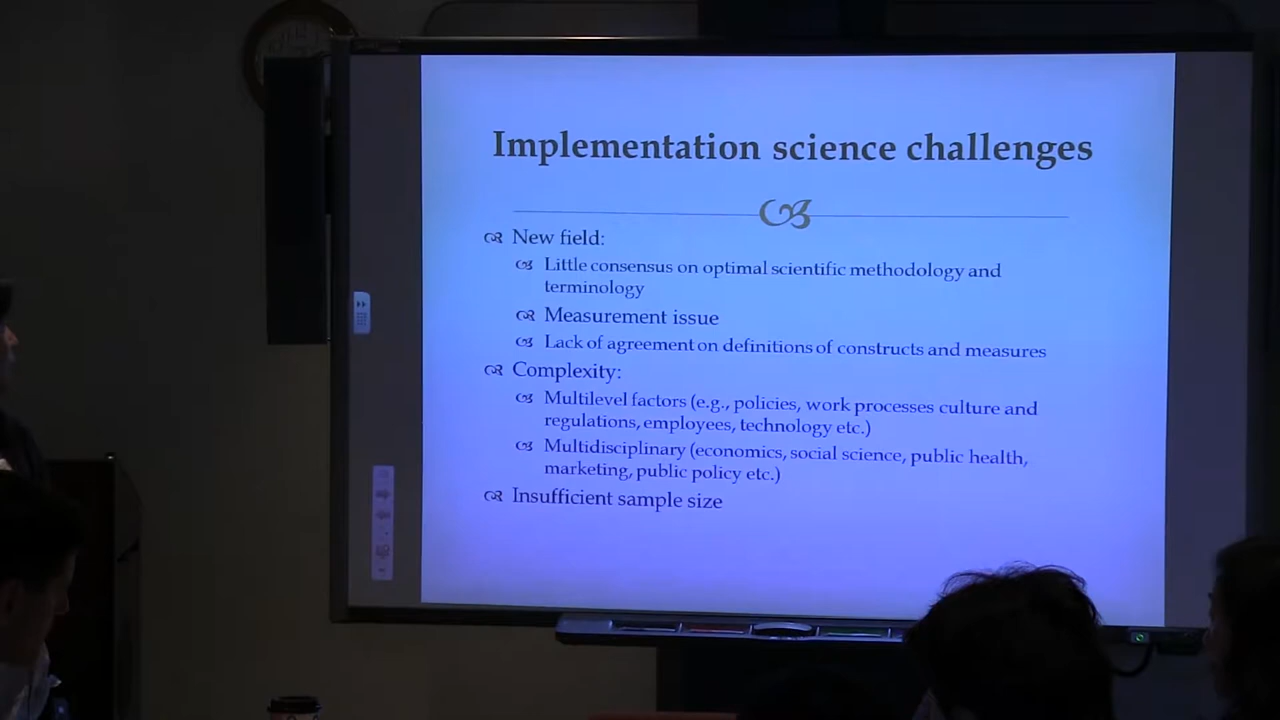 Implementation science challenges
New field:
Little consensus on optimal scientific methodology and
terminology
Measurement issue
Lack of agreement on definitions of constructs and measures
Complexity:
Multilevel factors (e.g., policies, work processes culture and
regulations, employees, technology etc.)
Multidisciplinary (economics, social science, public health,
marketing, public policy etc.)
Insufficient sample size